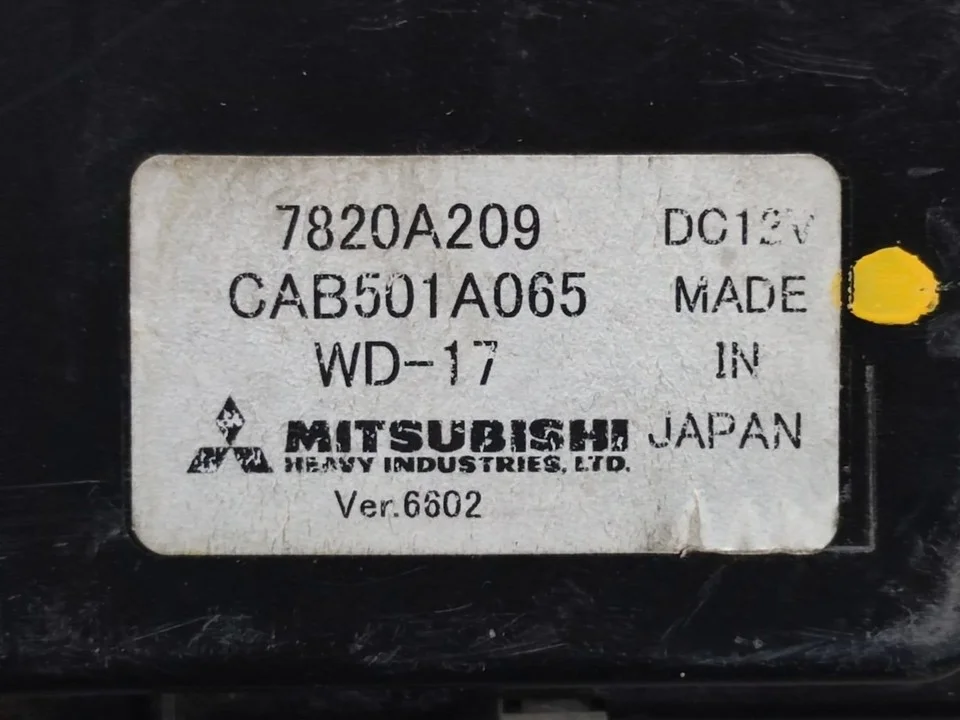 7820A209
CAB501A065
WD-17
MITSUBISHI
HEAVY INDUSTRIES, LTD.
Ver.6602
DC12V
MADE
IN
JAPAN